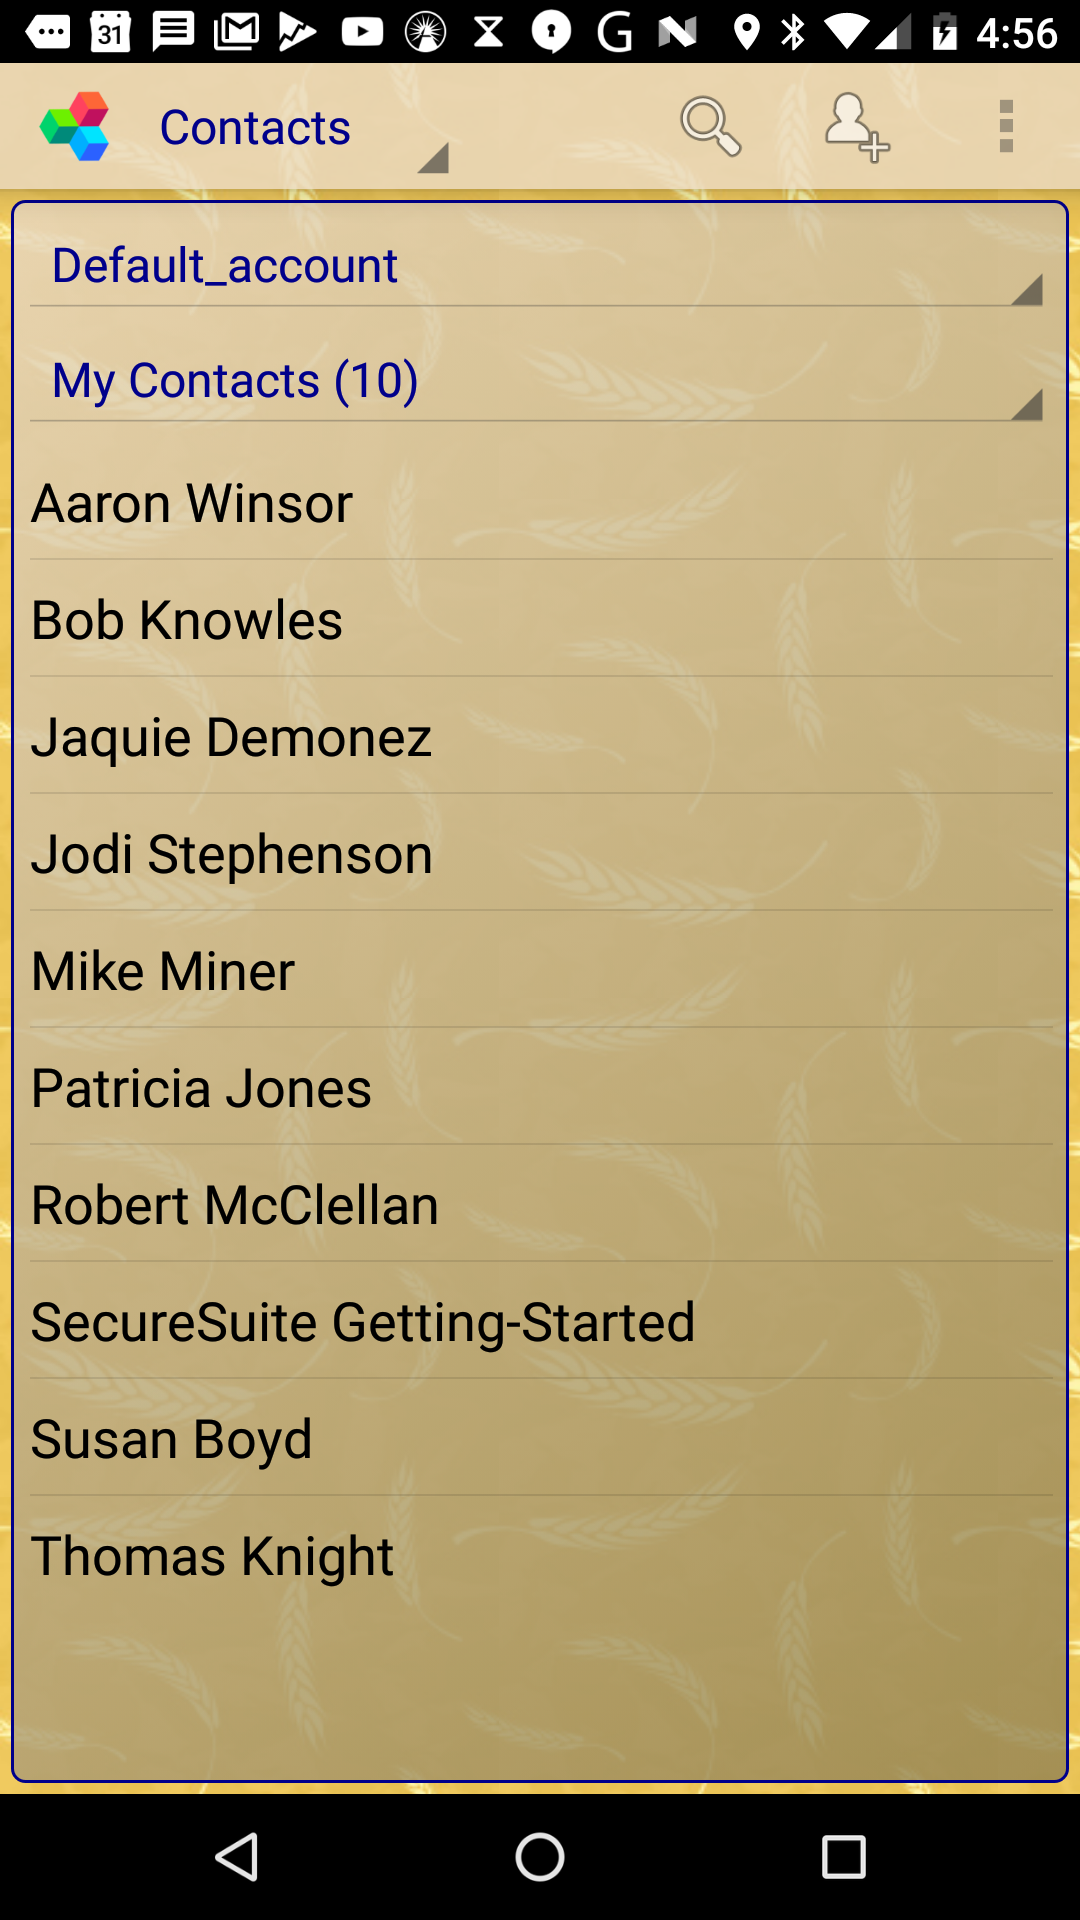 31 4:56
Contacts
Default_account
My Contacts (10)
Aaron Winsor
Bob Knowles
Jaquie Demonez
Jodi Stephenson
Mike Miner
Patricia Jones
Robert McClellan
SecureSuite Getting-Started
Susan Boyd
Thomas Knight